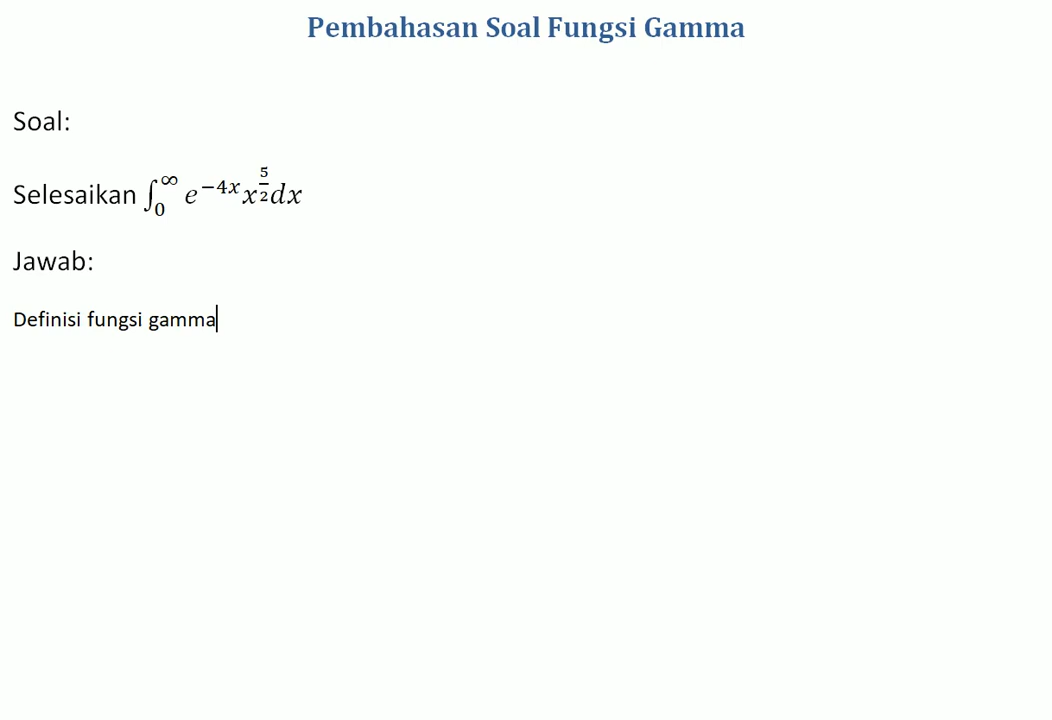 Pembahasan Soal Fungsi Gamma
Soal:
Selesaikan ∫₀^∞ e^{-4x} x^{5/2} dx
Jawab:
Definisi fungsi gamma